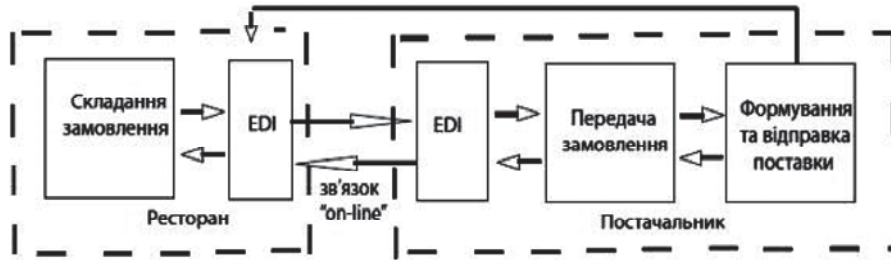 Складання
замовлення
EDI
Ресторан
зв'язок
"on-line"
EDI
Передача
замовлення
Формування
та відправка
поставки
Постачальник